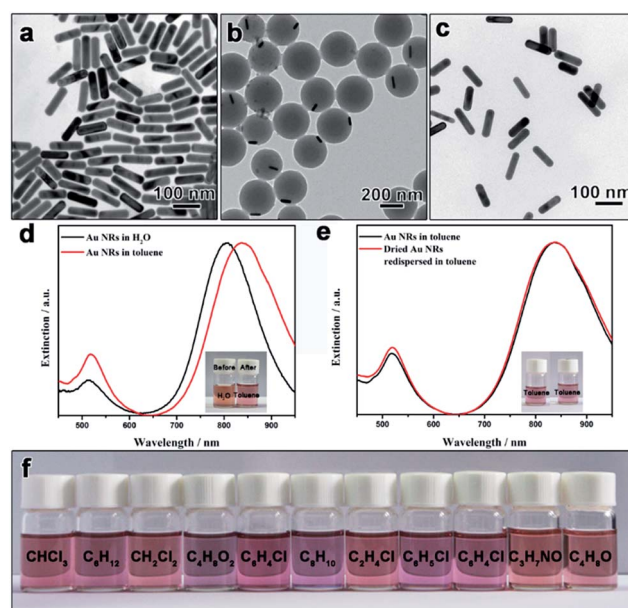 a
100 nm
b
200 nm
c
100 nm
d
Au NRs in H₂O
Au NRs in toluene
Extinction / a.u.
Before After
H₂O Toluene
500 600 700 800 900
Wavelength / nm
e
Au NRs in toluene
Dried Au NRs
redispersed in toluene
Extinction / a.u.
Toluene Toluene
500 600 700 800 900
Wavelength / nm
f
CHCl₃ C₆H₁₂ CH₂Cl₂ C₄H₈O₂ C₆H₄Cl C₈H₁₀ C₂H₄Cl C₆H₅Cl C₆H₄Cl C₃H₇NO C₄H₈O